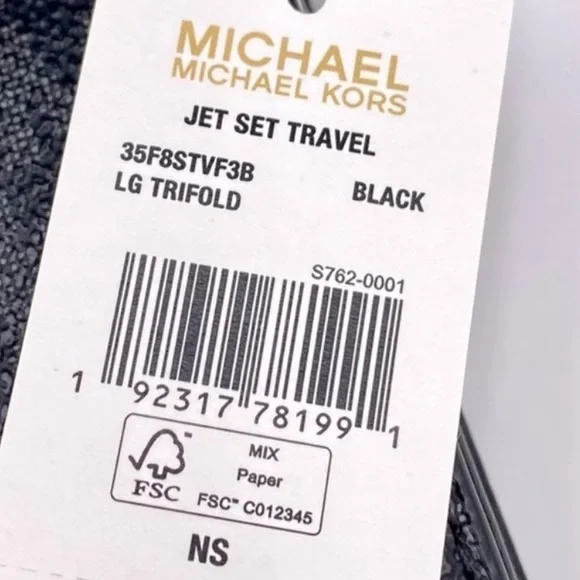 MICHAEL
MICHAEL KORS
JET SET TRAVEL
35F8STVF3B
LG TRIFOLD BLACK
S762-0001
1 92317 78199 1
MIX
Paper
FSC FSC™ C012345
NS